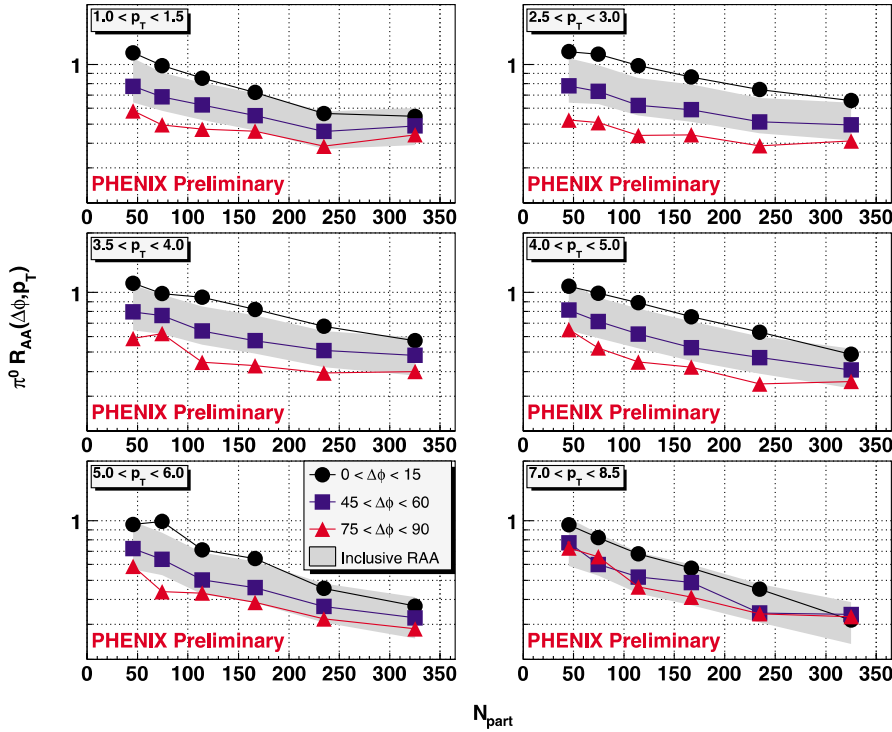 1.0 < p_T < 1.5
1
PHENIX Preliminary
0 50 100 150 200 250 300 350
2.5 < p_T < 3.0
1
PHENIX Preliminary
0 50 100 150 200 250 300 350
3.5 < p_T < 4.0
1
PHENIX Preliminary
0 50 100 150 200 250 300 350
4.0 < p_T < 5.0
1
PHENIX Preliminary
0 50 100 150 200 250 300 350
5.0 < p_T < 6.0
1
0 < Δϕ < 15
45 < Δϕ < 60
75 < Δϕ < 90
Inclusive RAA
PHENIX Preliminary
0 50 100 150 200 250 300 350
7.0 < p_T < 8.5
1
PHENIX Preliminary
0 50 100 150 200 250 300 350
π⁰ R_AA(Δϕ,p_T)
N_part